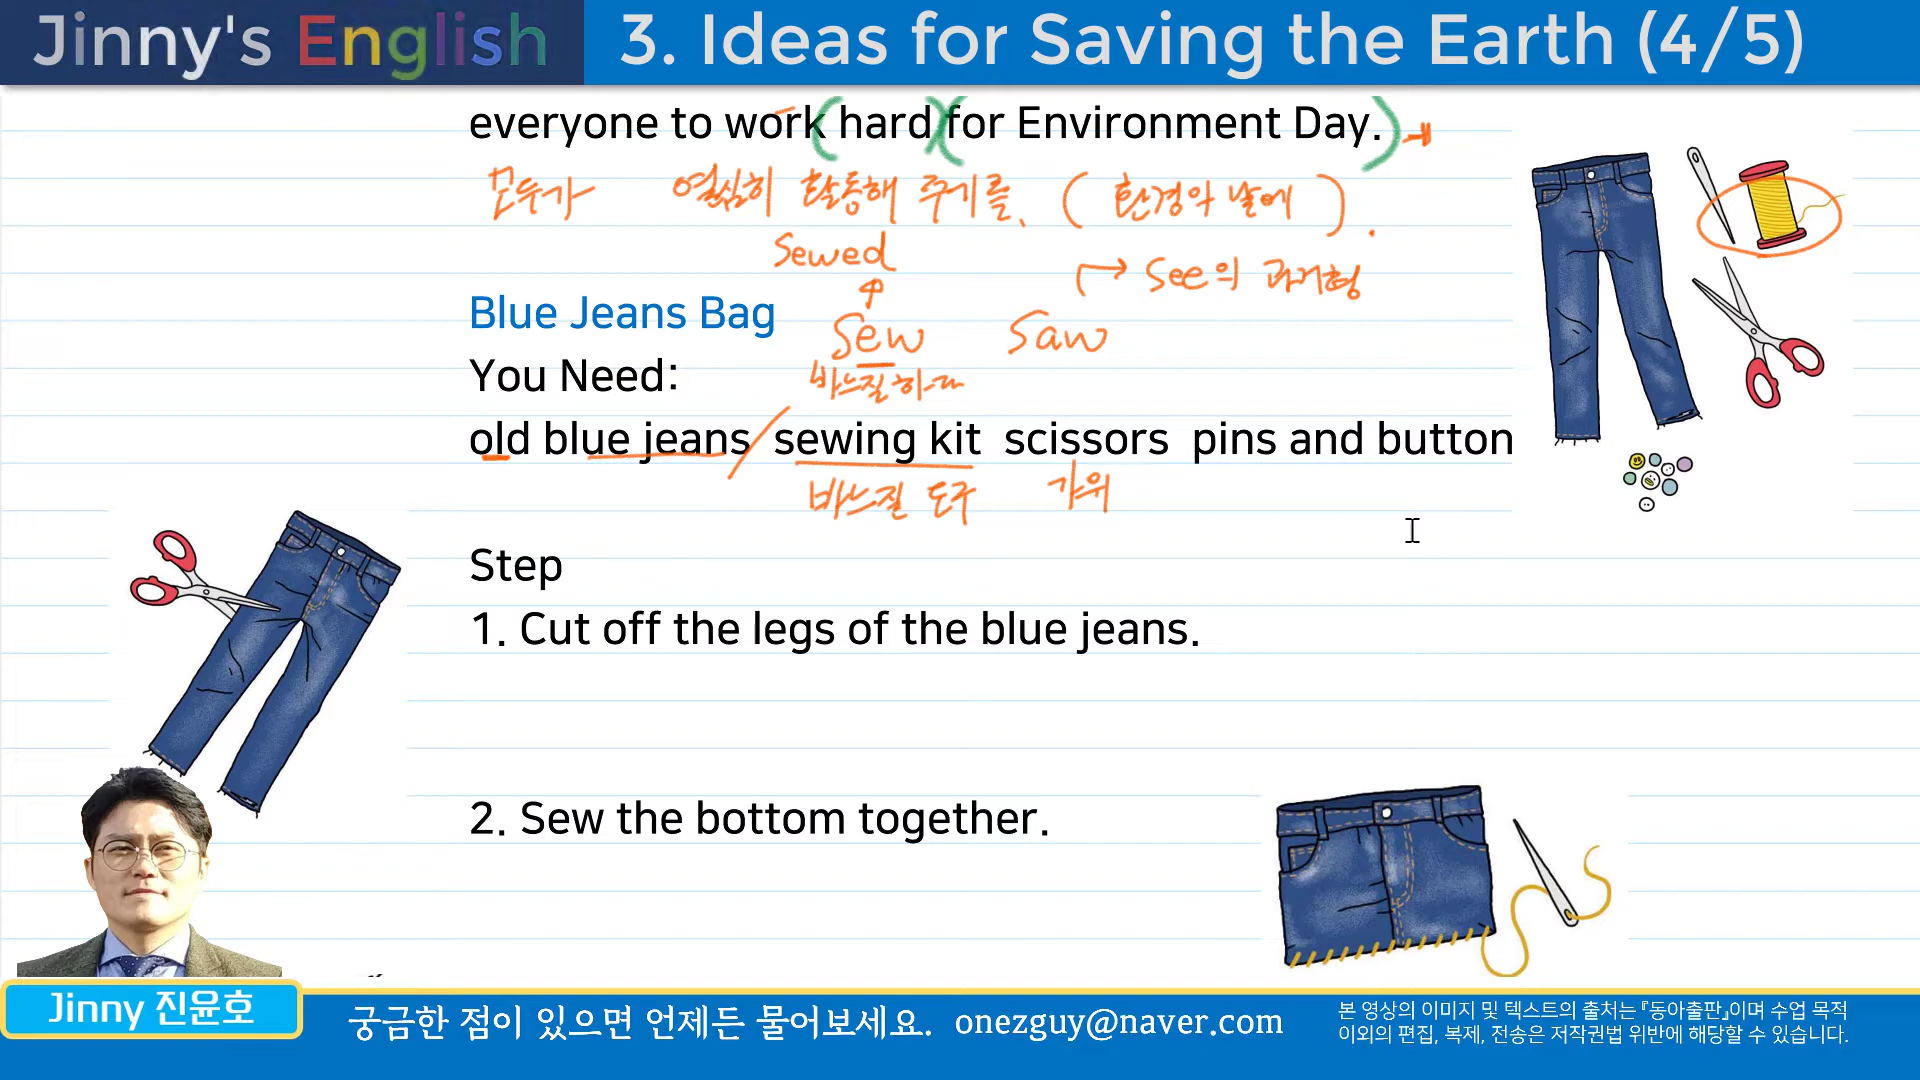 Jinny's English
3. Ideas for Saving the Earth (4/5)
everyone to work ( hard )( for Environment Day. )
모두가 열심히 활동해 주기를 ( 환경의 날에 ).
sewed
see의 과거형
Blue Jeans Bag
sew saw
You Need:
바느질하다
old blue jeans / sewing kit scissors pins and button
바느질 도구 가위
Step
1. Cut off the legs of the blue jeans.
2. Sew the bottom together.
Jinny 진윤호
궁금한 점이 있으면 언제든 물어보세요. onezguy@naver.com
본 영상의 이미지 및 텍스트의 출처는 『동아출판』이며 수업 목적
이외의 편집, 복제, 전송은 저작권법 위반에 해당할 수 있습니다.